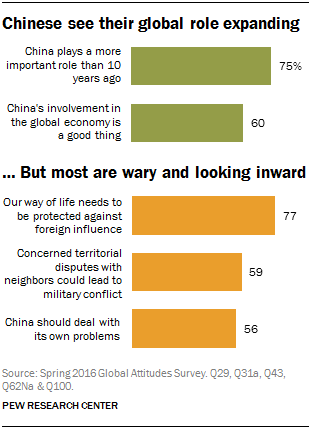 Chinese see their global role expanding
China plays a more
important role than 10
years ago
75%
China's involvement in
the global economy is
a good thing
60
... But most are wary and looking inward
Our way of life needs to
be protected against
foreign influence
77
Concerned territorial
disputes with
neighbors could lead to
military conflict
59
China should deal with
its own problems
56
Source: Spring 2016 Global Attitudes Survey. Q29, Q31a, Q43,
Q62Na & Q100.
PEW RESEARCH CENTER